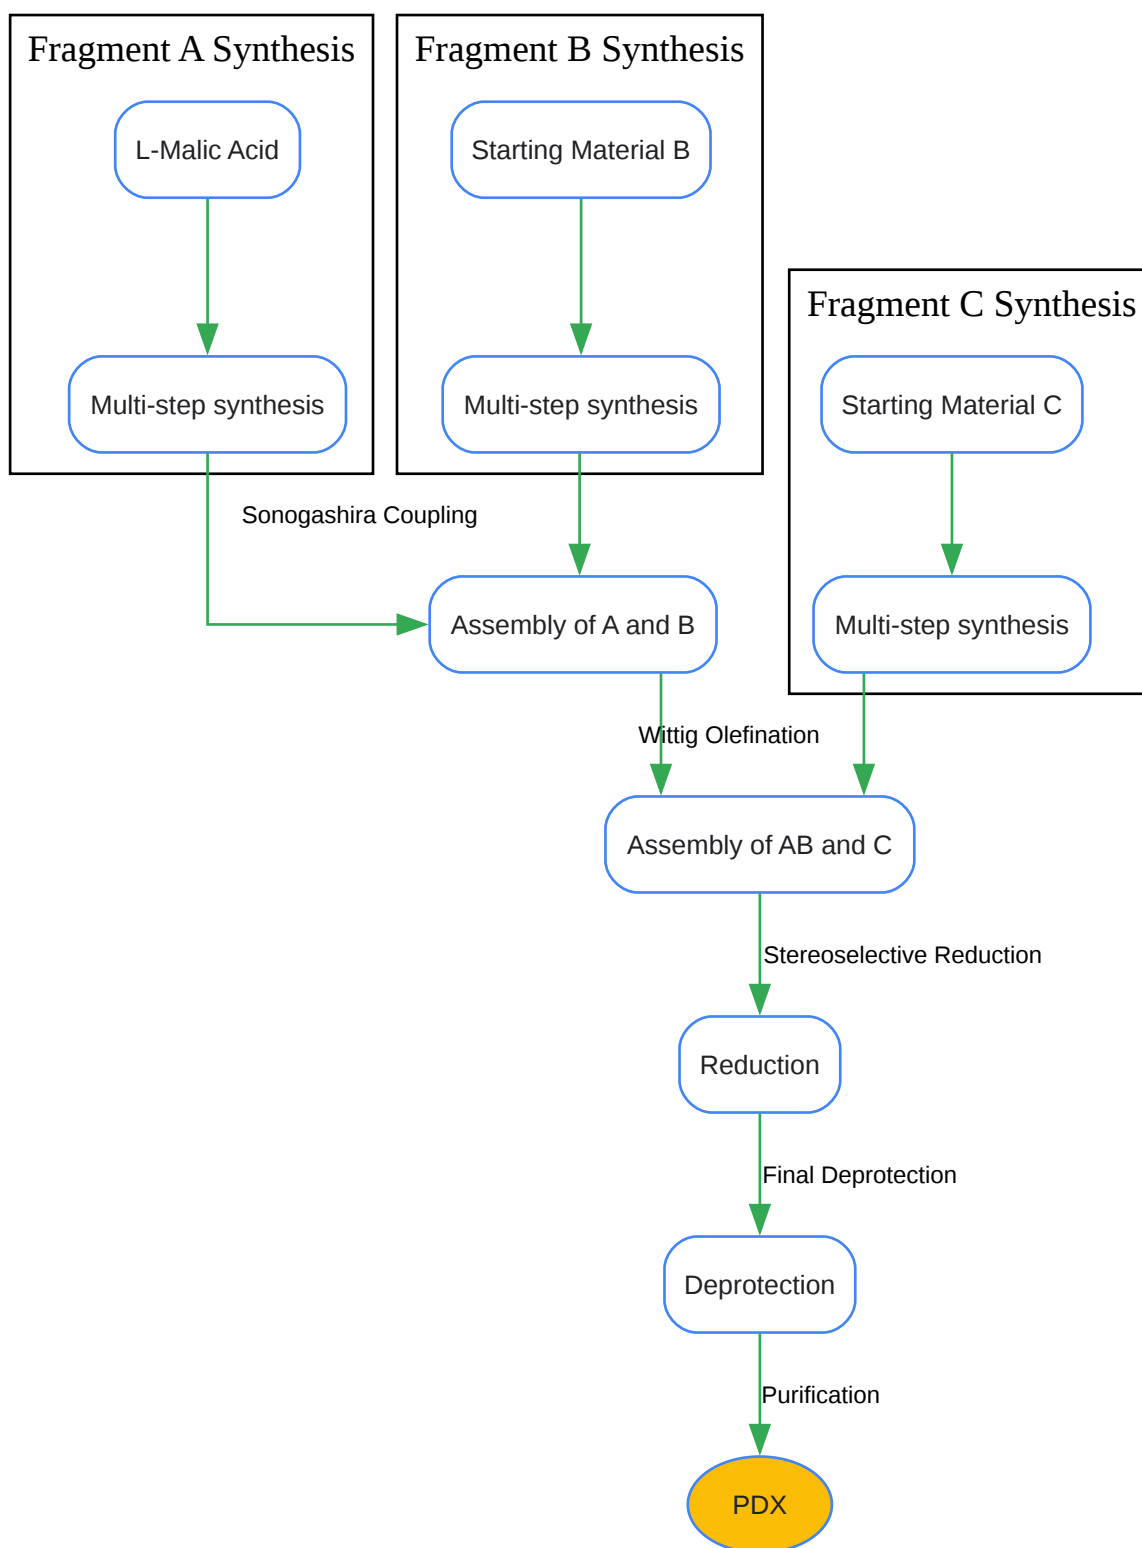 Fragment A Synthesis
Fragment B Synthesis
L-Malic Acid
Starting Material B
Fragment C Synthesis
Multi-step synthesis
Multi-step synthesis
Starting Material C
Sonogashira Coupling
Assembly of A and B
Multi-step synthesis
Wittig Olefination
Assembly of AB and C
Stereoselective Reduction
Reduction
Final Deprotection
Deprotection
Purification
PDX